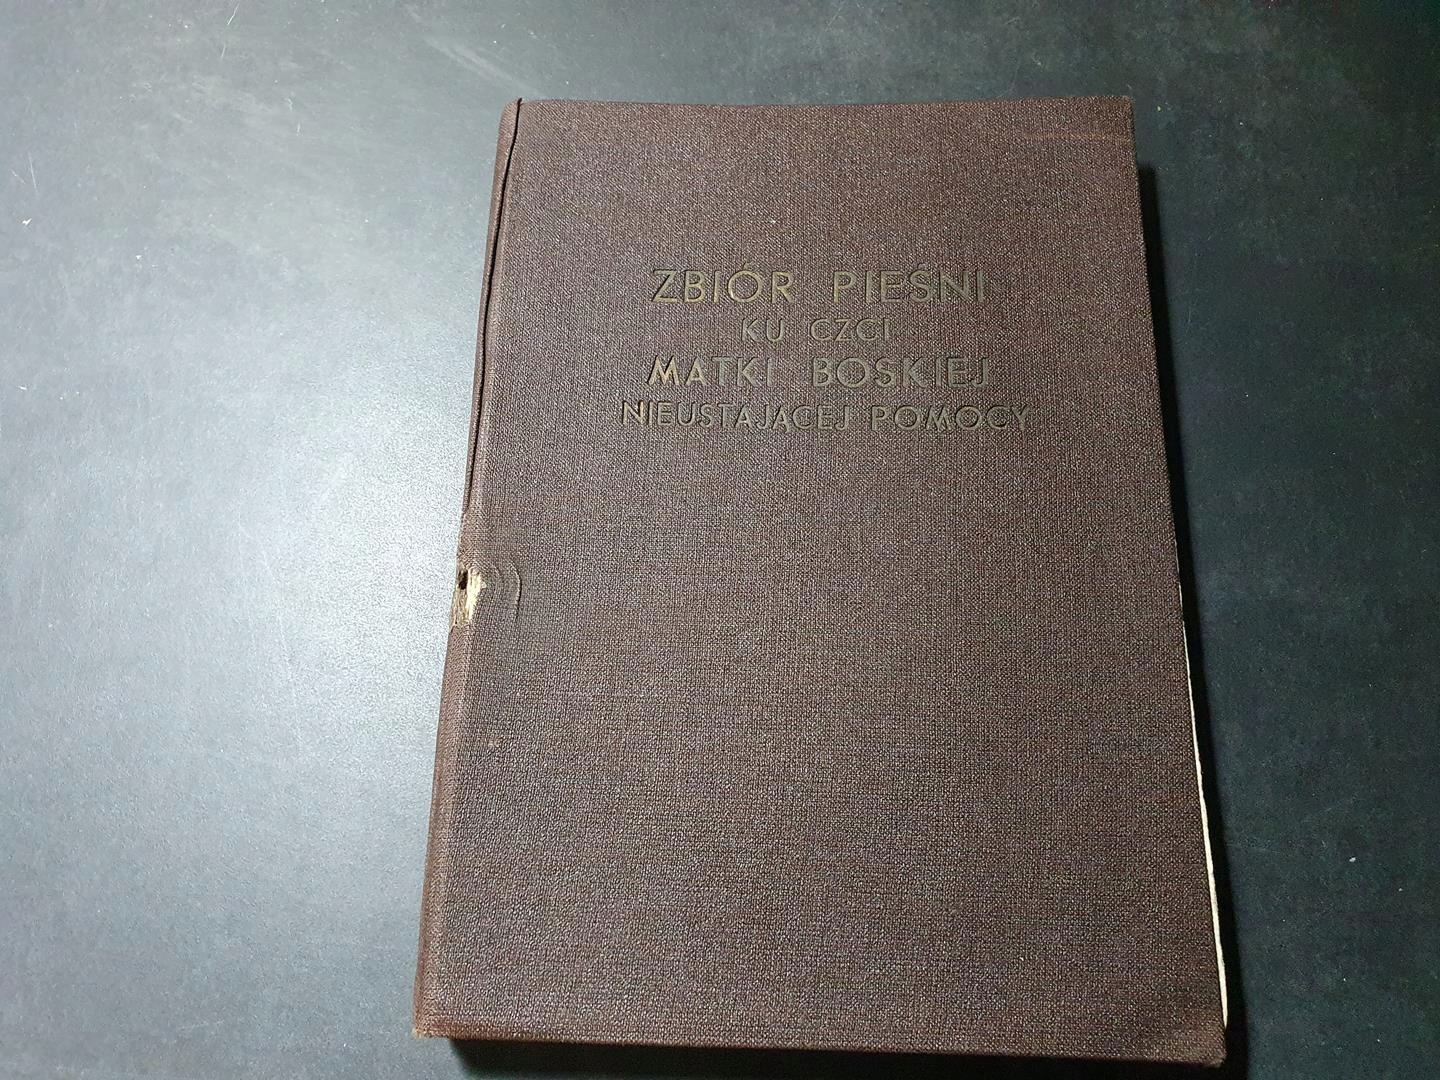 ZBIÓR PIEŚNI
KU CZCI
MATKI BOSKIEJ
NIEUSTAJĄCEJ POMOCY